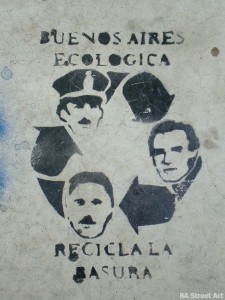 BUENOS AIRES
ECOLOGICA
RECICLA LA
BASURA
BA Street Art